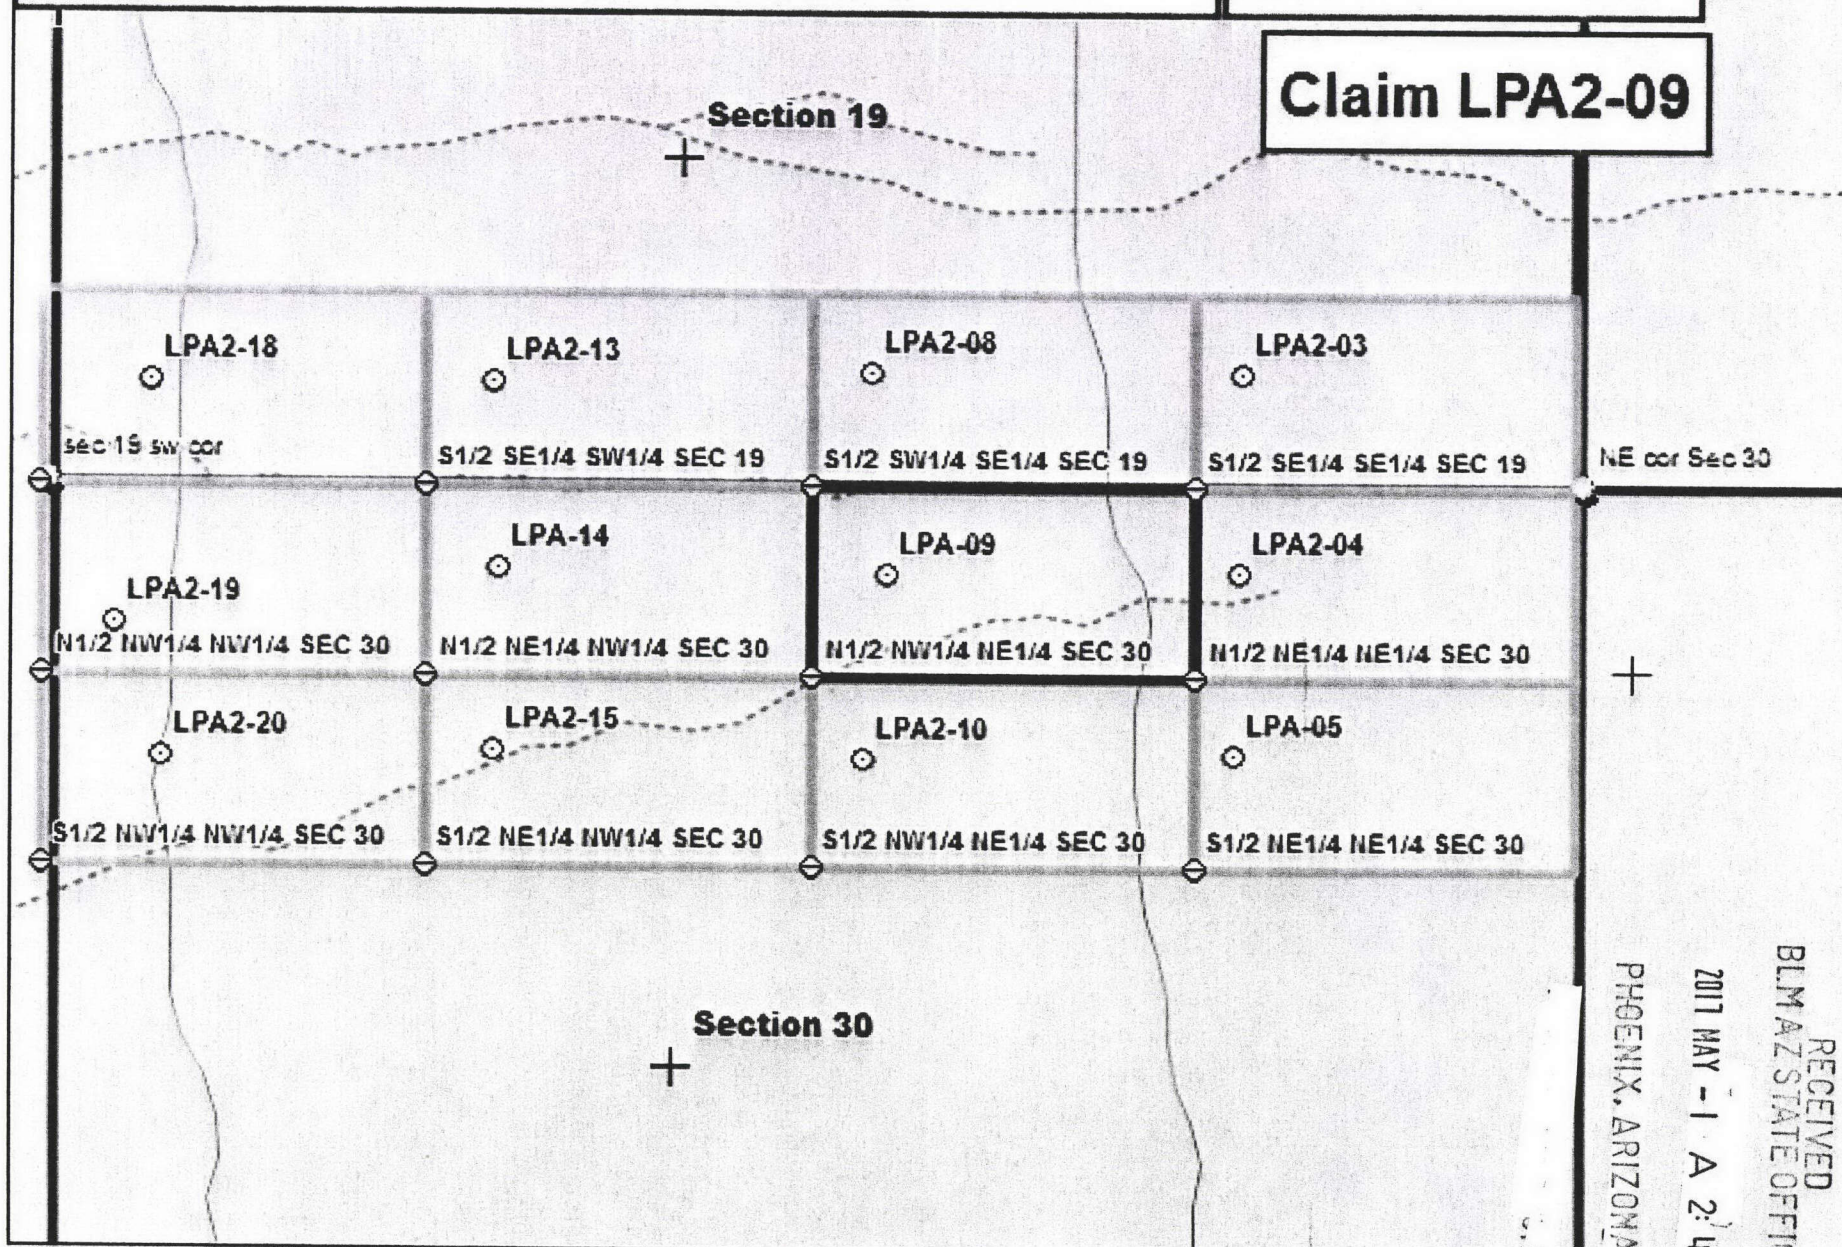 Claim LPA2-09
Section 19
LPA2-18
LPA2-13
LPA2-08
LPA2-03
sec 19 sw cor
S1/2 SE1/4 SW1/4 SEC 19
S1/2 SW1/4 SE1/4 SEC 19
S1/2 SE1/4 SE1/4 SEC 19
NE cor Sec 30
LPA2-19
LPA-14
LPA-09
LPA2-04
N1/2 NW1/4 NW1/4 SEC 30
N1/2 NE1/4 NW1/4 SEC 30
N1/2 NW1/4 NE1/4 SEC 30
N1/2 NE1/4 NE1/4 SEC 30
LPA2-20
LPA2-15
LPA2-10
LPA-05
S1/2 NW1/4 NW1/4 SEC 30
S1/2 NE1/4 NW1/4 SEC 30
S1/2 NW1/4 NE1/4 SEC 30
S1/2 NE1/4 NE1/4 SEC 30
Section 30
RECEIVED
BLM AZ STATE
2017 MAY -1 A
PHOENIX, ARIZONA